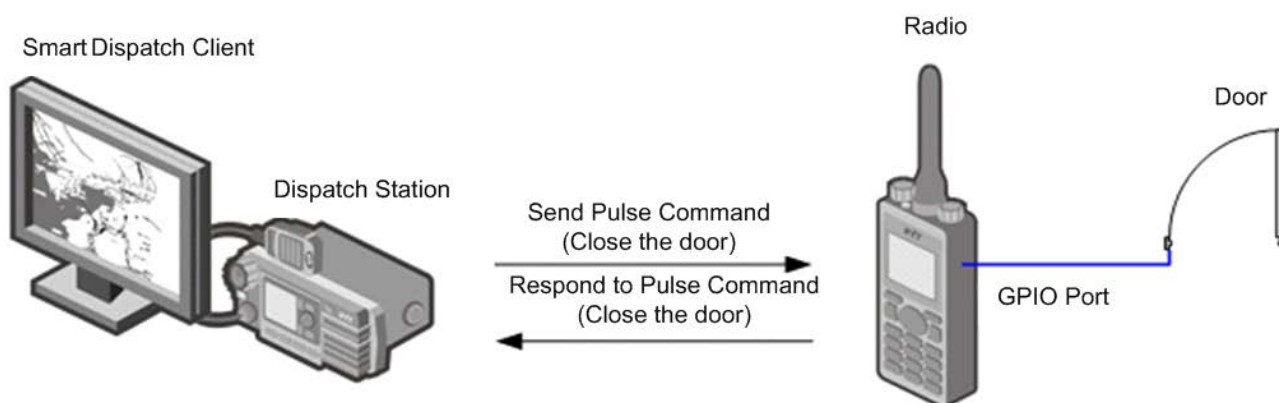 Smart Dispatch Client
Dispatch Station
Send Pulse Command
(Close the door)
Respond to Pulse Command
(Close the door)
Radio
GPIO Port
Door